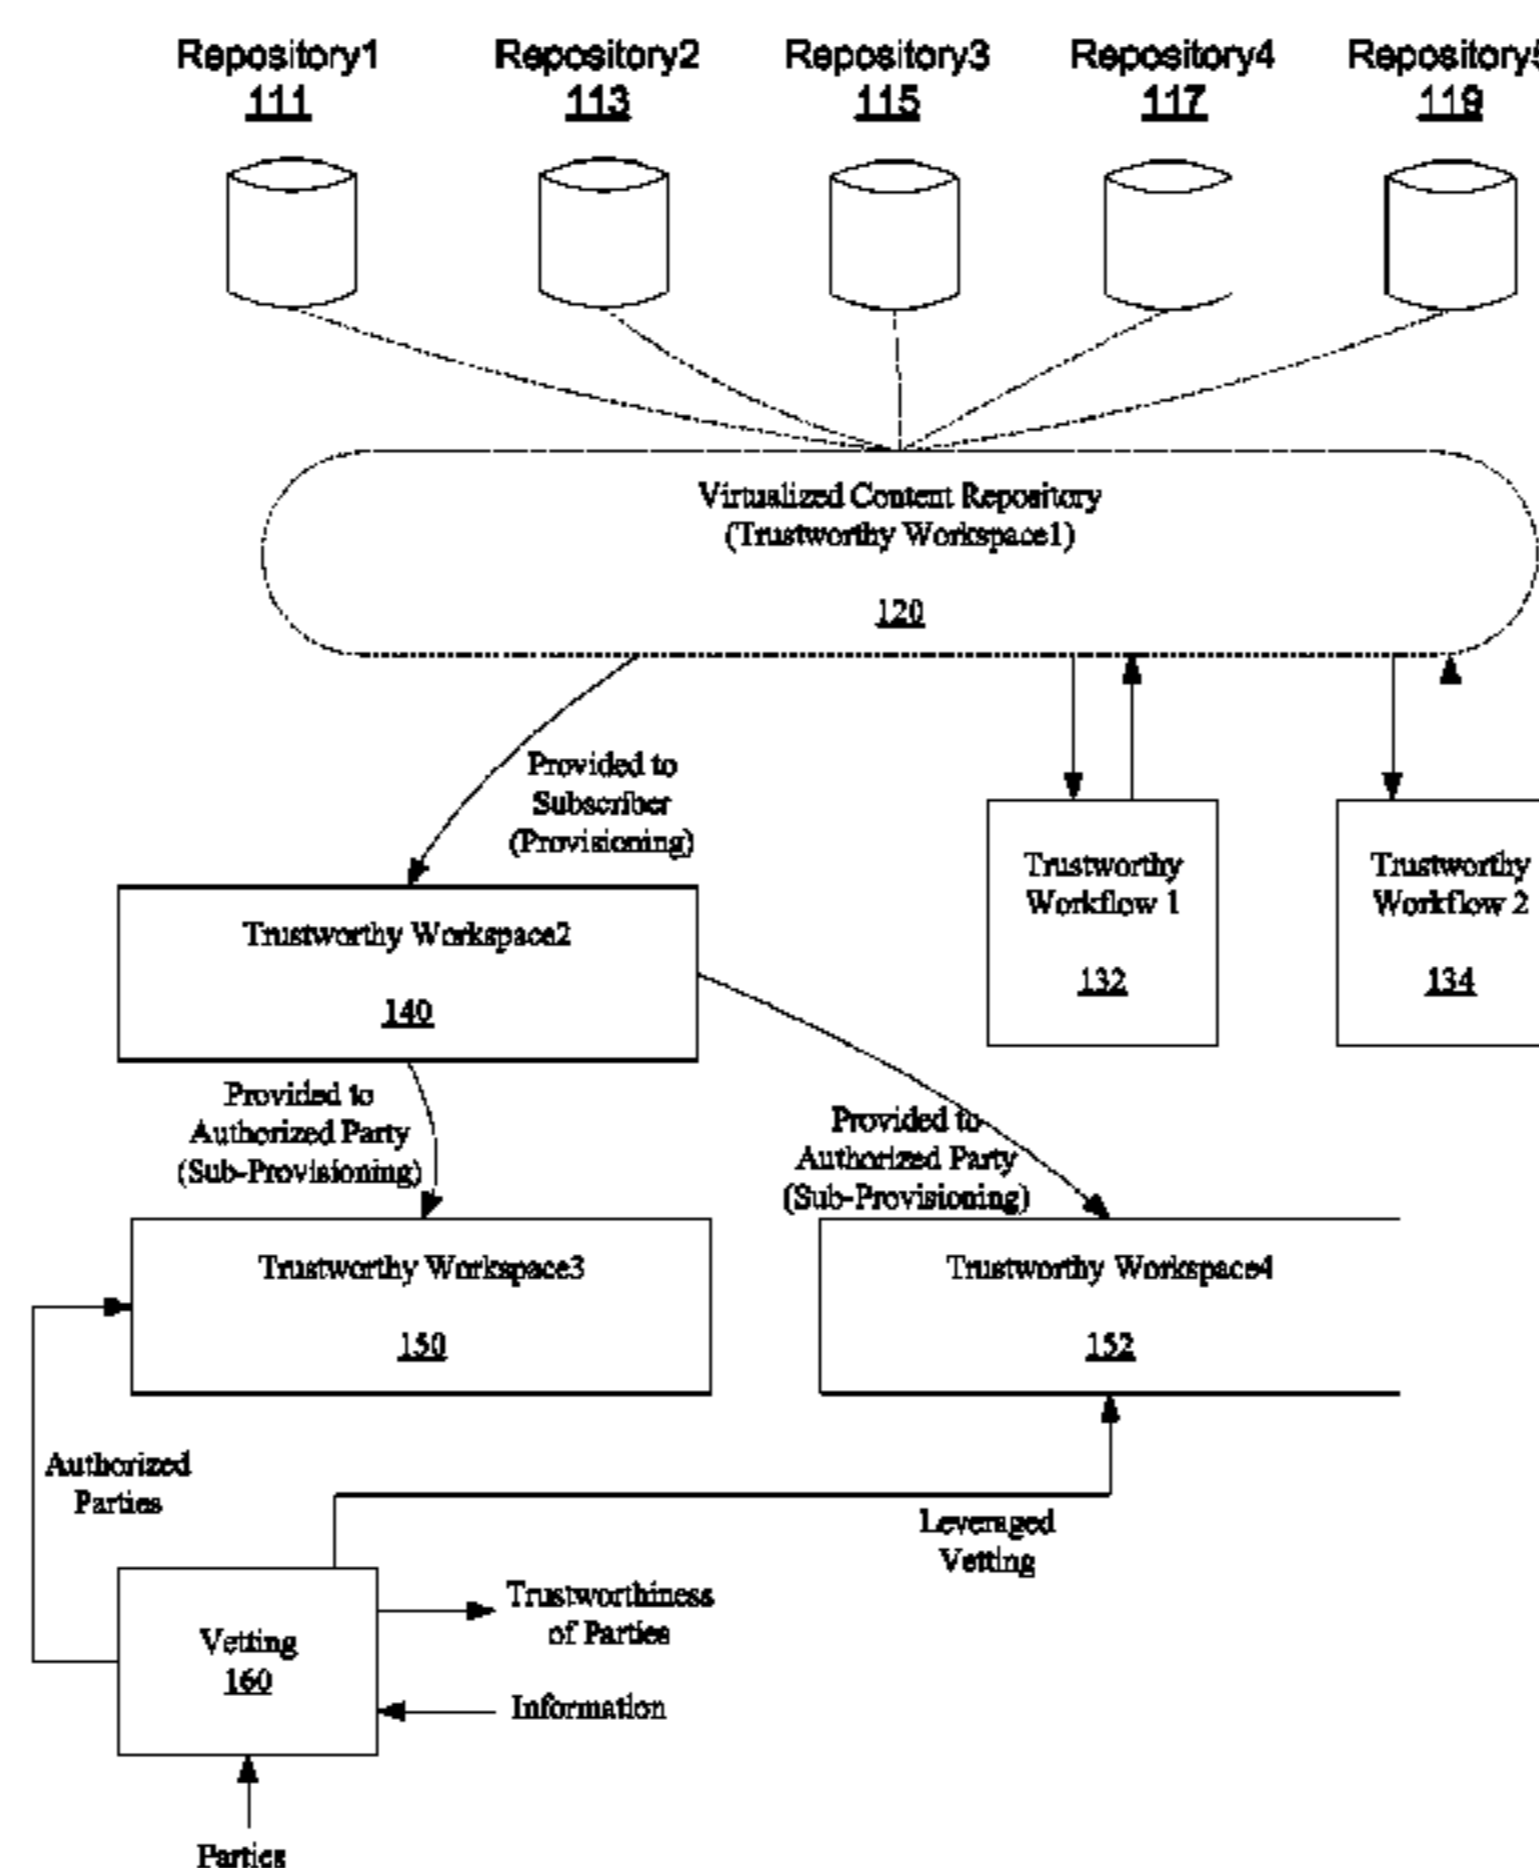 Repository1 Repository2 Repository3 Repository4 Repository5
111 113 115 117 119
Virtualized Content Repository
(Trustworthy Workspace1)
120
Provided to
Subscriber
(Provisioning)
Trustworthy
Workflow 1
132
Trustworthy
Workflow 2
134
Trustworthy Workspace2
140
Provided to
Authorized Party
(Sub-Provisioning)
Provided to
Authorized Party
(Sub-Provisioning)
Trustworthy Workspace3
150
Trustworthy Workspace4
152
Authorized
Parties
Leveraged
Vetting
Vetting
160
Trustworthiness
of Parties
Information
Parties